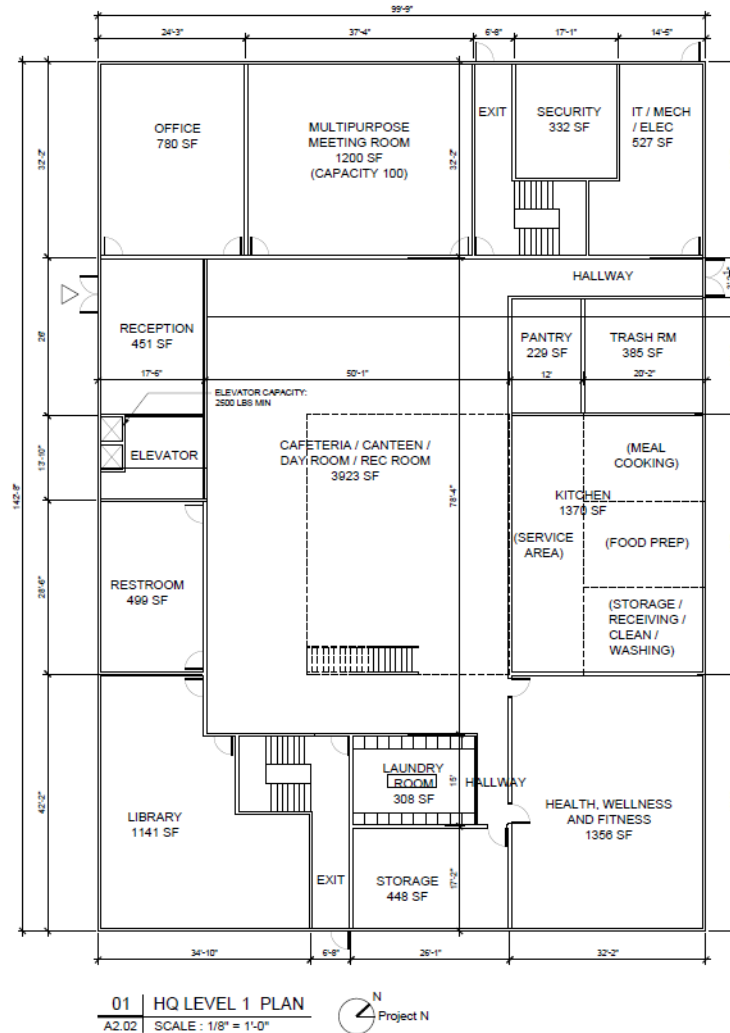 99'-9"
24'-3"
37'-4"
6'-8"
17'-1"
14'-5"
OFFICE
780 SF
MULTIPURPOSE
MEETING ROOM
1200 SF
(CAPACITY 100)
EXIT
SECURITY
332 SF
IT / MECH
/ ELEC
527 SF
32'-2"
32'-2"
HALLWAY
RECEPTION
451 SF
PANTRY
229 SF
TRASH RM
385 SF
26'
17'-6"
50'-1"
12'
20'-2"
ELEVATOR CAPACITY:
2500 LBS MIN
ELEVATOR
13'-10"
CAFETERIA / CANTEEN /
DAY ROOM / REC ROOM
3923 SF
78'-4"
142'-8"
(MEAL
COOKING)
KITCHEN
1370 SF
(SERVICE
AREA)
(FOOD PREP)
(STORAGE /
RECEIVING /
CLEAN /
WASHING)
RESTROOM
499 SF
28'-6"
42'-2"
LAUNDRY
ROOM
308 SF
15'
HALLWAY
LIBRARY
1141 SF
HEALTH, WELLNESS
AND FITNESS
1356 SF
EXIT
STORAGE
448 SF
17'-2"
34'-10"
6'-8"
26'-1"
32'-2"
01
HQ LEVEL 1 PLAN
A2.02
SCALE : 1/8" = 1'-0"
N
Project N